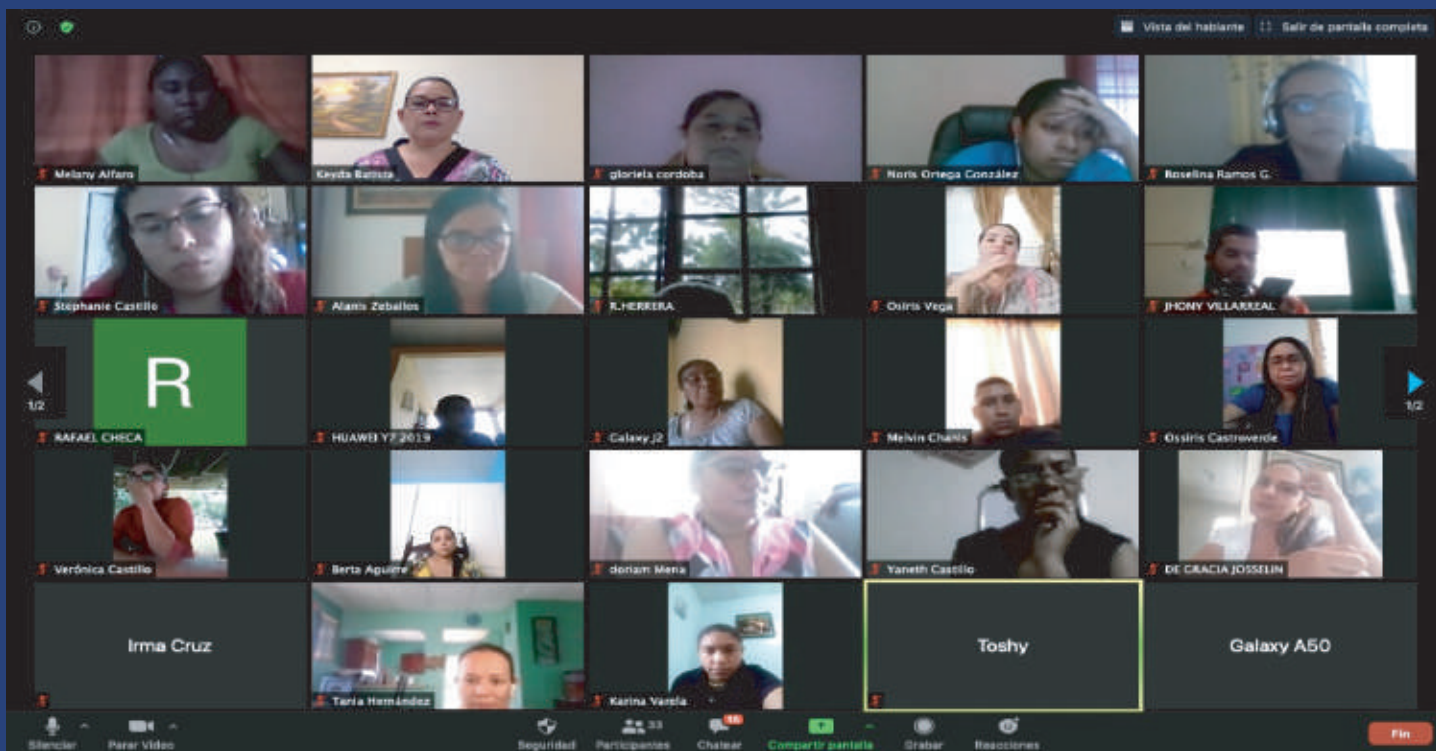 Vista del hablante
Salir de pantalla completa
Melany Alfaro
Keyda Batista
gloriela cordoba
Noris Ortega González
Roselina Ramos G.
Stephanie Castillo
Alanis Zeballos
R.HERRERA
Osiris Vega
JHONY VILLARREAL
R
1/2
1/2
RAFAEL CHECA
HUAWEI Y7 2019
Galaxy J2
Melvin Chanis
Ossiris Castroverde
Verónica Castillo
Berta Aguirre
doriam Mena
Yaneth Castillo
DE GRACIA JOSSELIN
Irma Cruz
Toshy
Galaxy A50
Tania Hernández
Karina Varela
Silenciar
Parar Video
Seguridad
33
Participantes
16
Chatear
Compartir pantalla
Grabar
Reacciones
Fin